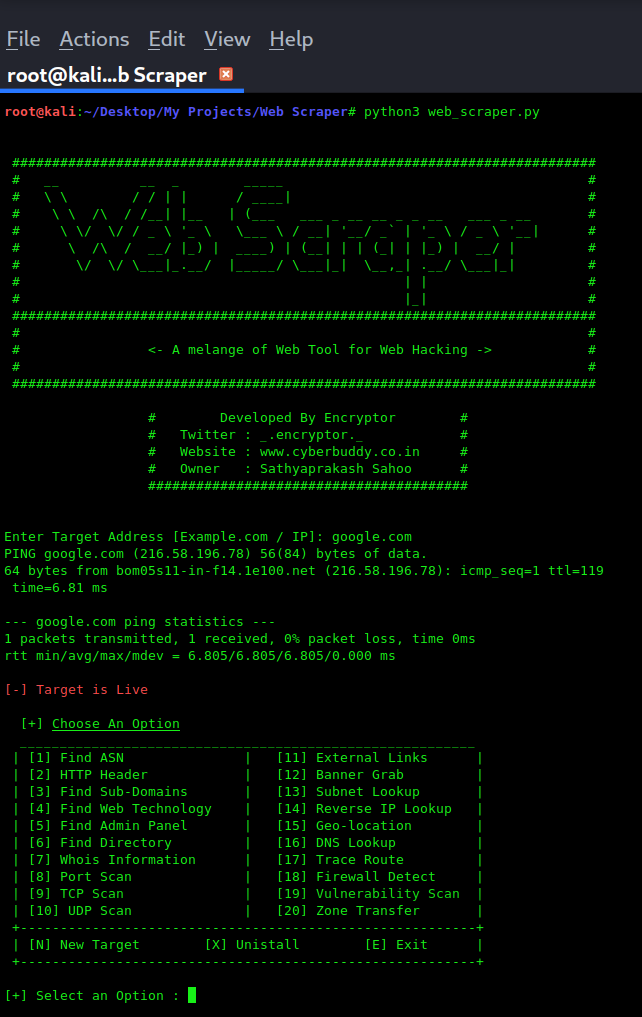 File Actions Edit View Help
root@kali...b Scraper
root@kali:~/Desktop/My Projects/Web Scraper# python3 web_scraper.py
Web Scraper
<- A melange of Web Tool for Web Hacking ->
# Developed By Encryptor #
# Twitter : _.encryptor._ #
# Website : www.cyberbuddy.co.in #
# Owner : Sathyaprakash Sahoo #
########################################
Enter Target Address [Example.com / IP]: google.com
PING google.com (216.58.196.78) 56(84) bytes of data.
64 bytes from bom05s11-in-f14.1e100.net (216.58.196.78): icmp_seq=1 ttl=119
time=6.81 ms
--- google.com ping statistics ---
1 packets transmitted, 1 received, 0% packet loss, time 0ms
rtt min/avg/max/mdev = 6.805/6.805/6.805/0.000 ms
[-] Target is Live
[+] Choose An Option
| [1] Find ASN | [11] External Links |
| [2] HTTP Header | [12] Banner Grab |
| [3] Find Sub-Domains | [13] Subnet Lookup |
| [4] Find Web Technology | [14] Reverse IP Lookup |
| [5] Find Admin Panel | [15] Geo-location |
| [6] Find Directory | [16] DNS Lookup |
| [7] Whois Information | [17] Trace Route |
| [8] Port Scan | [18] Firewall Detect |
| [9] TCP Scan | [19] Vulnerability Scan |
| [10] UDP Scan | [20] Zone Transfer |
| [N] New Target [X] Unistall [E] Exit |
[+] Select an Option :